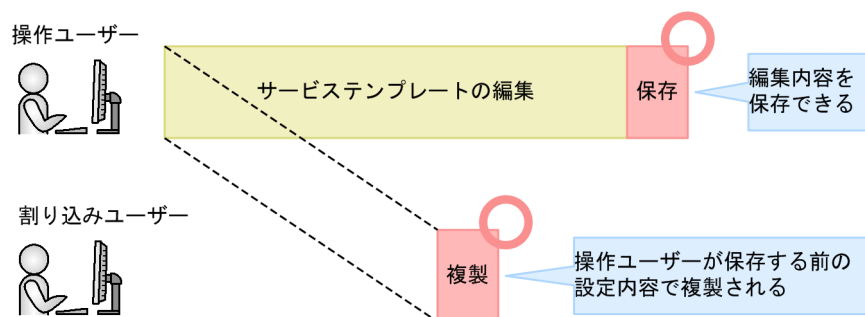 操作ユーザー
サービステンプレートの編集
保存
編集内容を
保存できる
割り込みユーザー
複製
操作ユーザーが保存する前の
設定内容で複製される